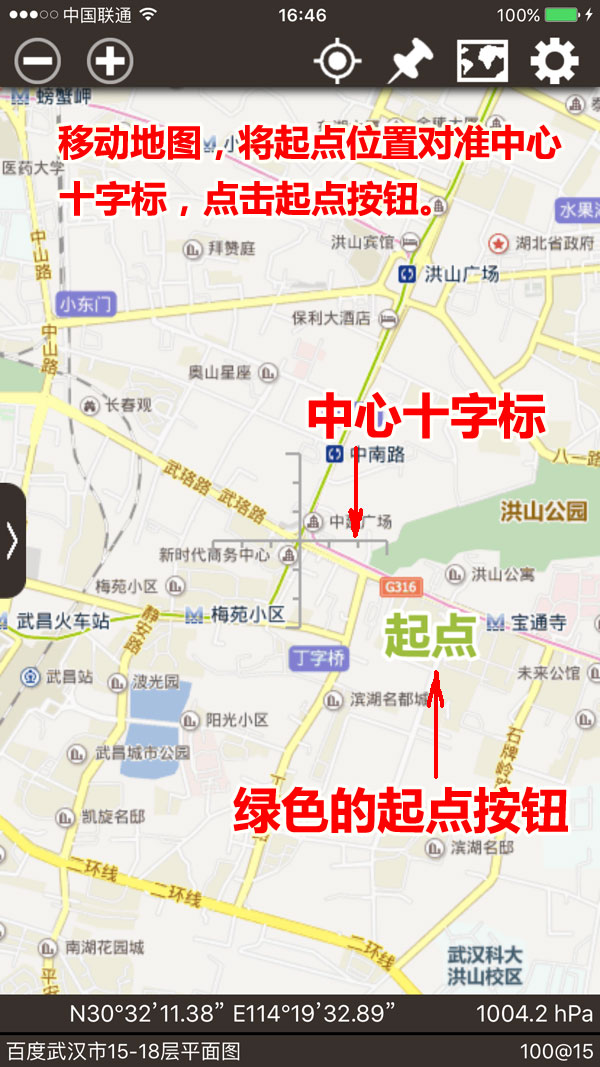 中国联通 16:46 100%
螃蟹岬
移动地图，将起点位置对准中心
医药大学
十字标，点击起点按钮。
水果湖
中山路
拜赞庭
洪山宾馆
湖北省政府
洪山广场
小东门
保利大酒店
中山路
奥山星座
长春观
中心十字标
中南路
八一路
武珞路
武珞路
洪山公园
中建广场
新时代商务中心
G316
洪山公寓
梅苑小区
静安路
武昌火车站
梅苑小区
起点
宝通寺
丁字桥
未来公馆
武昌站
波光园
滨湖名都城
阳光小区
石牌岭路
武昌城市公园
绿色的起点按钮
凯旋名邸
滨湖名邸
二环线
二环线
二环线
南湖花园城
武汉科大
洪山校区
N30°32’11.38” E114°19’32.89” 1004.2 hPa
百度武汉市15-18层平面图 100@15